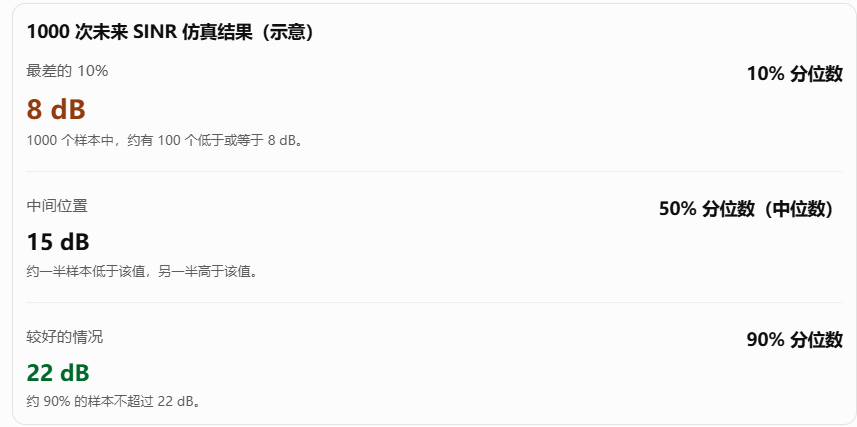 1000 次未来 SINR 仿真结果（示意）
最差的 10%
10% 分位数
8 dB
1000 个样本中，约有 100 个低于或等于 8 dB。
中间位置
50% 分位数（中位数）
15 dB
约一半样本低于该值，另一半高于该值。
较好的情况
90% 分位数
22 dB
约 90% 的样本不超过 22 dB。